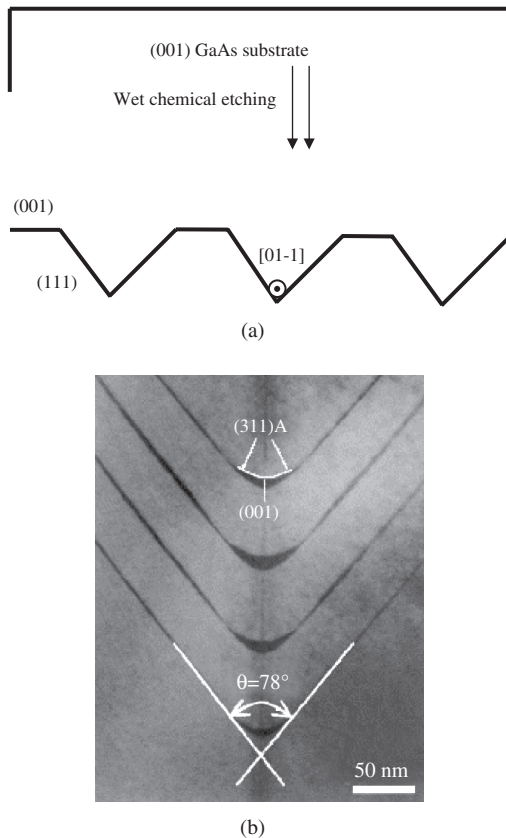 (001) GaAs substrate
Wet chemical etching
(001)
[01-1]
(111)
(a)
(311)A
(001)
θ=78°
50 nm
(b)